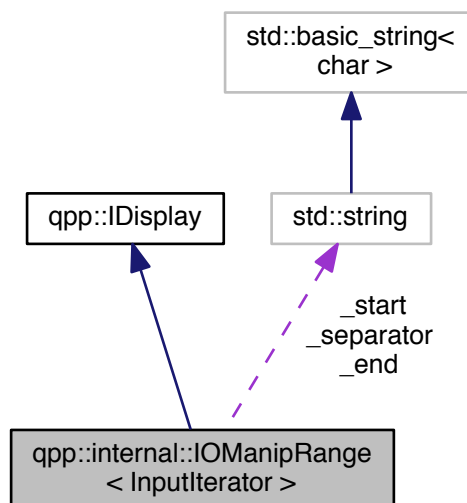 std::basic_string<
char >
qpp::IDisplay
std::string
_start
_separator
_end
qpp::internal::IOManipRange
< InputIterator >